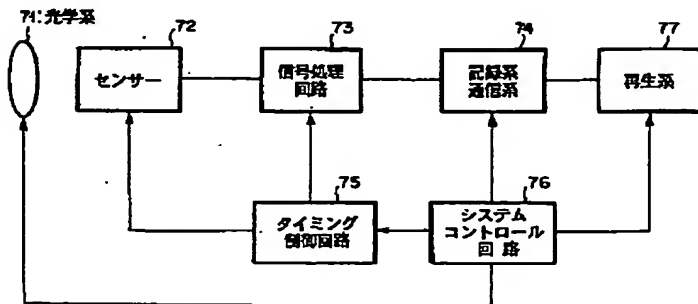 71:光学系
72
73
74
77
センサー
信号処理
回路
記録系
通信系
再生系
75
76
タイミング
制御回路
システム
コントロール
回路